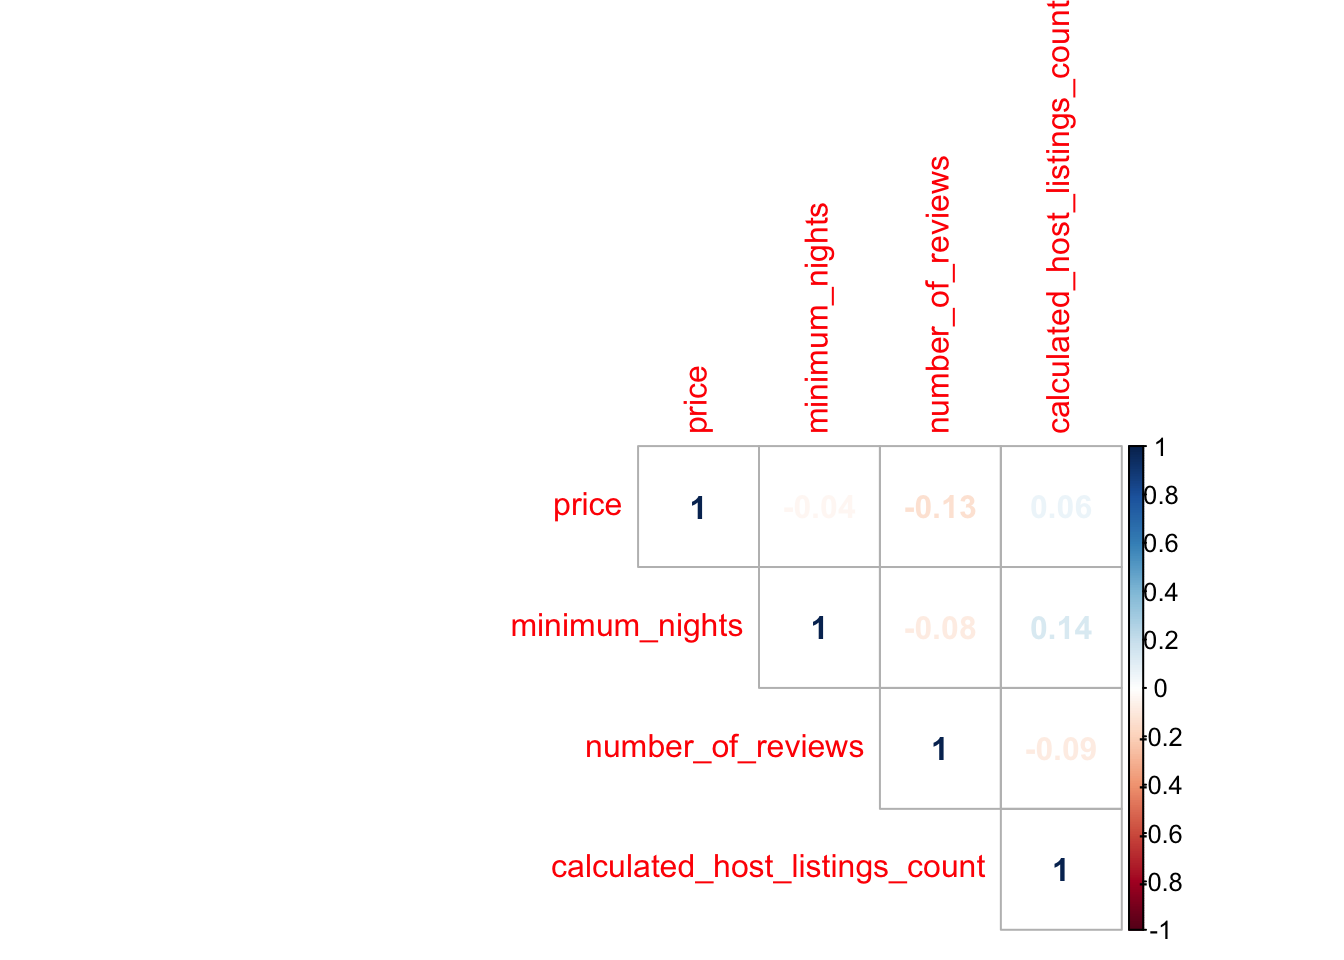 price
minimum_nights
number_of_reviews
calculated_host_listings_count
price 1 -0.04 -0.13 0.06
minimum_nights 1 -0.08 0.14
number_of_reviews 1 -0.09
calculated_host_listings_count 1
1
0.8
0.6
0.4
0.2
0
-0.2
-0.4
-0.6
-0.8
-1